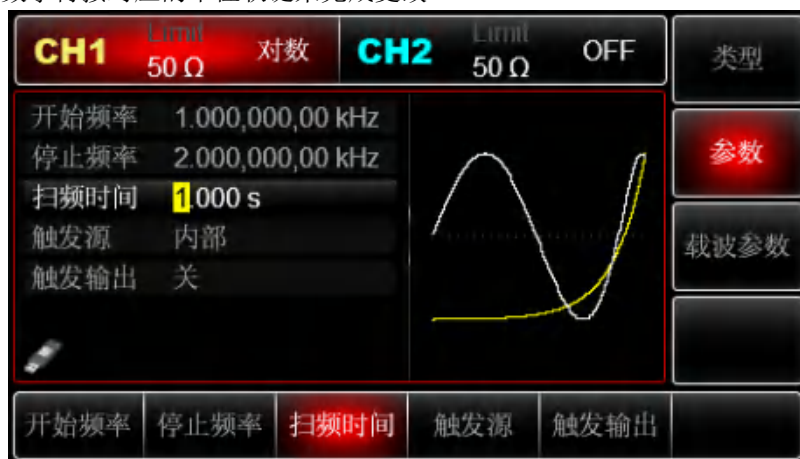 CH1 Limit 50 Ω 对数 CH2 Limit 50 Ω OFF 类型
开始频率 1.000,000,00 kHz
停止频率 2.000,000,00 kHz
参数
扫频时间 1.000 s
触发源 内部
载波参数
触发输出 关
开始频率 停止频率 扫频时间 触发源 触发输出